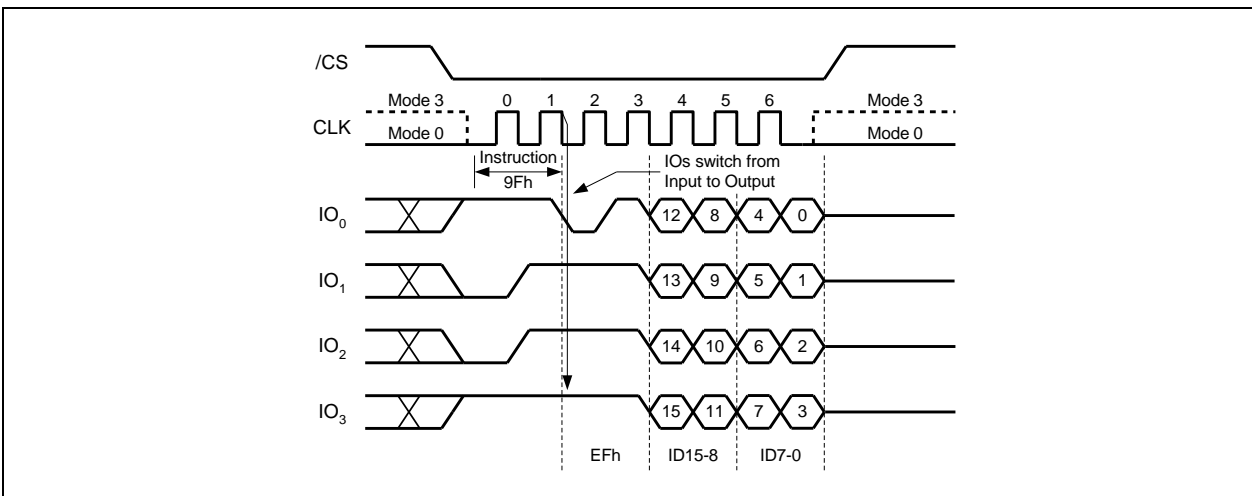 /CS
Mode 3
0 1 2 3 4 5 6
Mode 3
CLK
Mode 0
Mode 0
Instruction
9Fh
IOs switch from
Input to Output
IO0
12 8 4 0
IO1
13 9 5 1
IO2
14 10 6 2
IO3
15 11 7 3
EFh
ID15-8
ID7-0